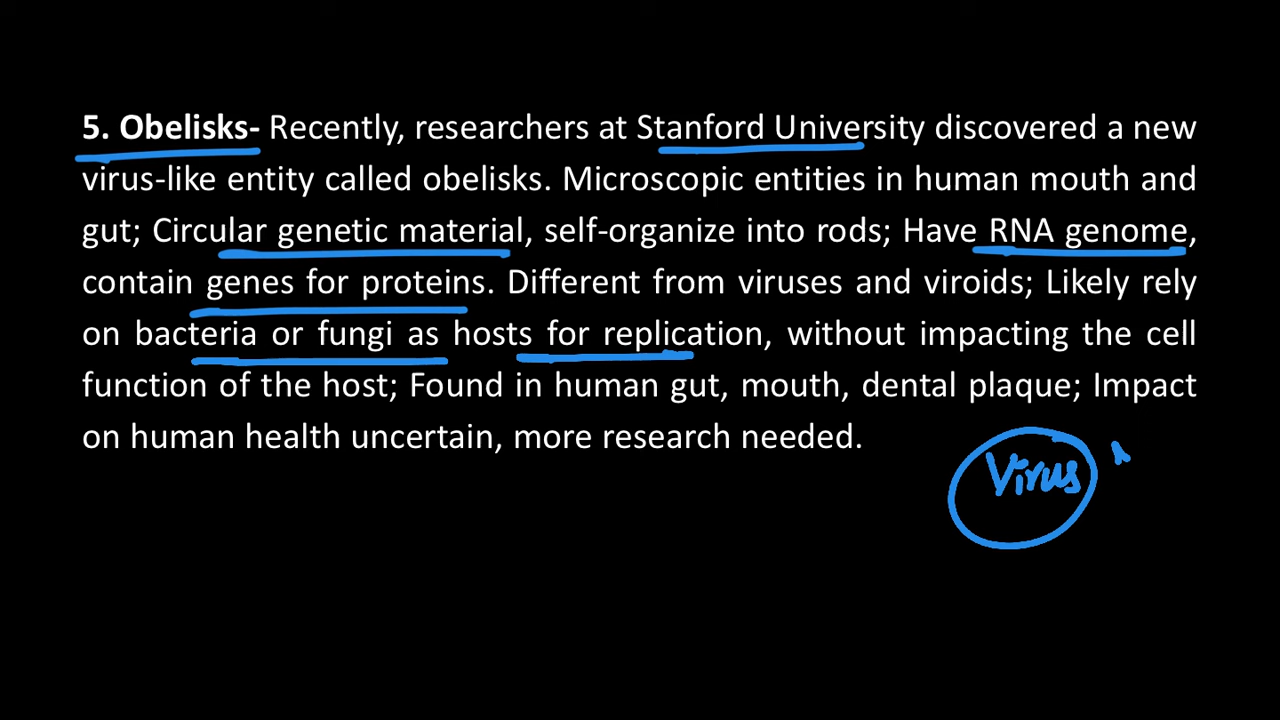 5. Obelisks- Recently, researchers at Stanford University discovered a new
virus-like entity called obelisks. Microscopic entities in human mouth and
gut; Circular genetic material, self-organize into rods; Have RNA genome,
contain genes for proteins. Different from viruses and viroids; Likely rely
on bacteria or fungi as hosts for replication, without impacting the cell
function of the host; Found in human gut, mouth, dental plaque; Impact
on human health uncertain, more research needed.
Virus